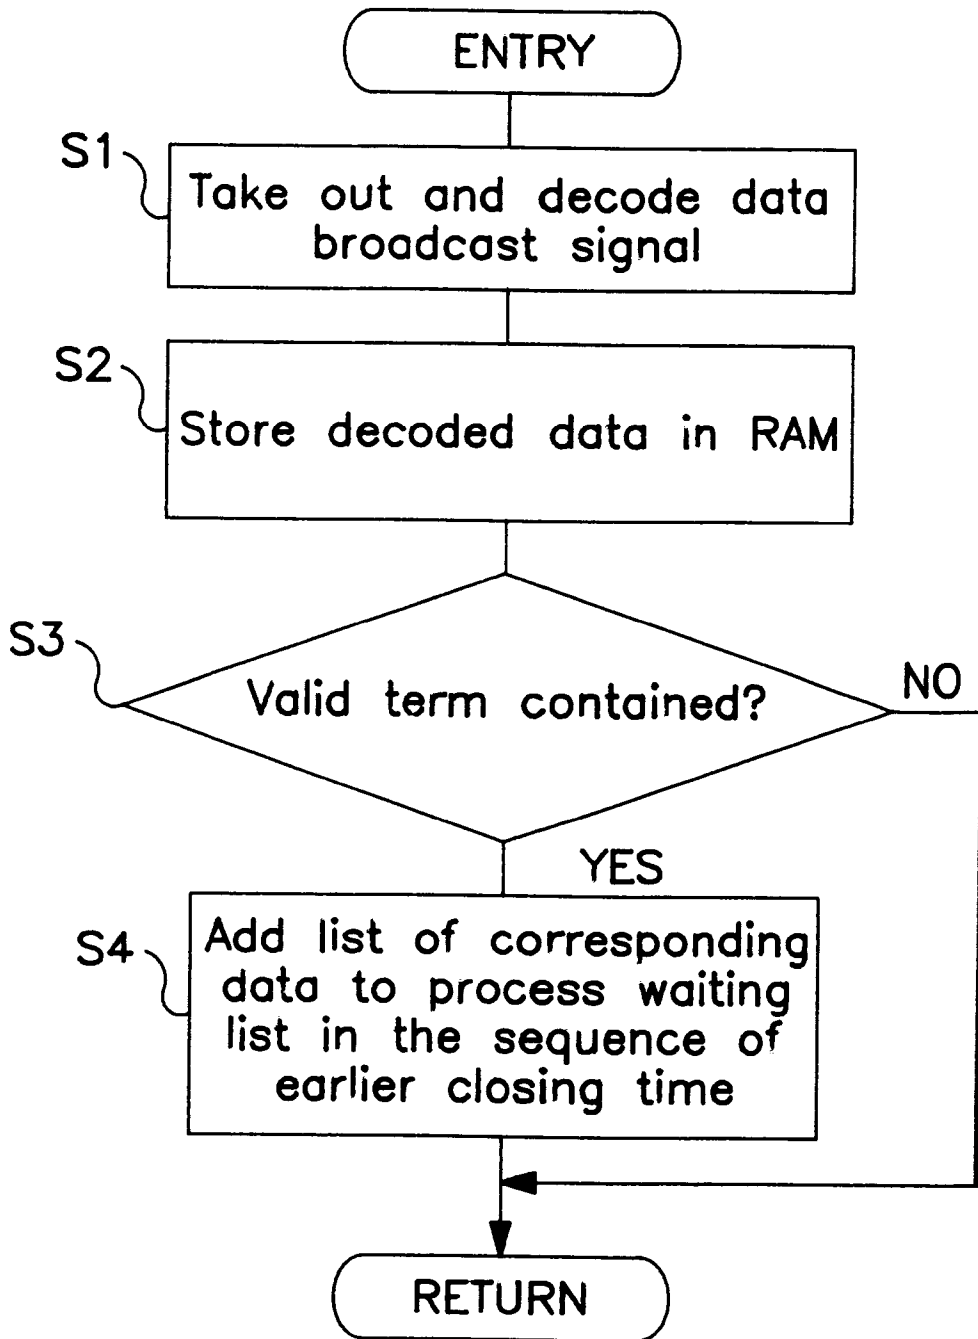 ENTRY
S1
Take out and decode data
broadcast signal
S2
Store decoded data in RAM
S3
Valid term contained?
NO
YES
S4
Add list of corresponding
data to process waiting
list in the sequence of
earlier closing time
RETURN